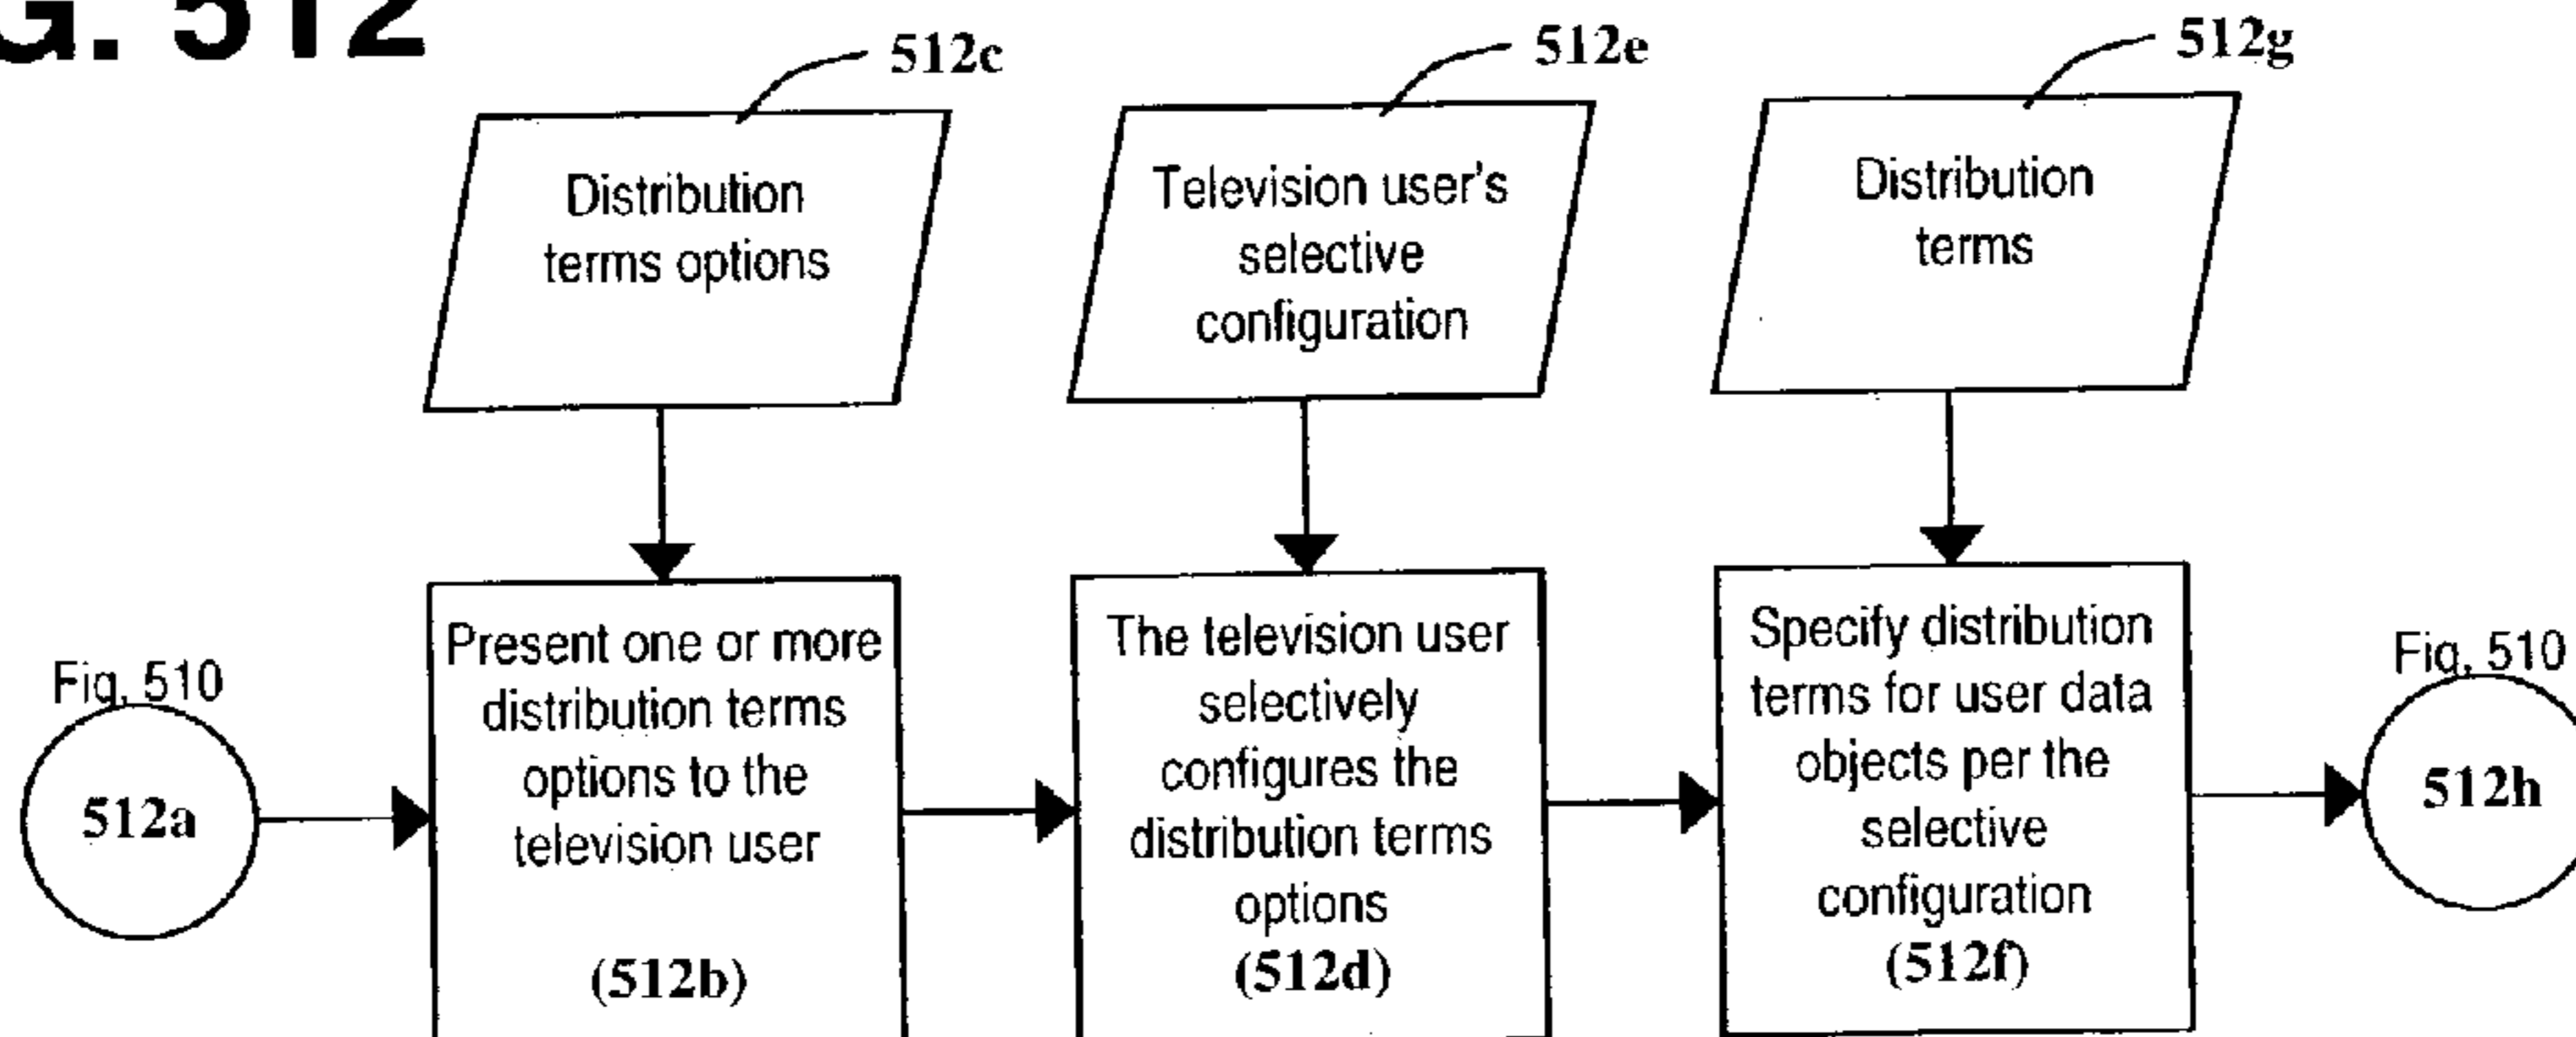 G. 512
512c
512e
512g
Distribution
terms options
Television user's
selective
configuration
Distribution
terms
Fig. 510
512a
Present one or more
distribution terms
options to the
television user
(512b)
The television user
selectively
configures the
distribution terms
options
(512d)
Specify distribution
terms for user data
objects per the
selective
configuration
(512f)
Fig. 510
512h